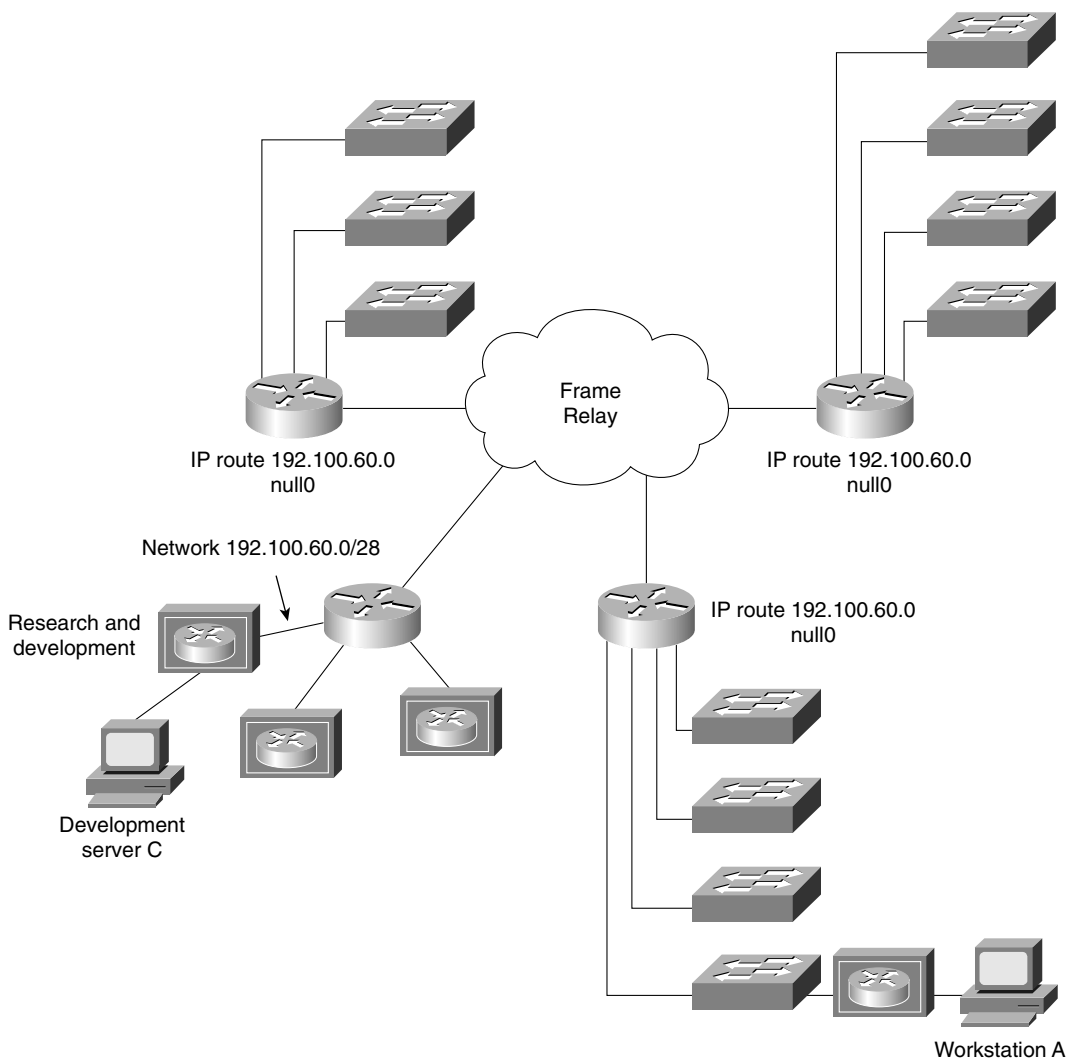 Frame
Relay
IP route 192.100.60.0
null0
IP route 192.100.60.0
null0
Network 192.100.60.0/28
Research and
development
IP route 192.100.60.0
null0
Development
server C
Workstation A